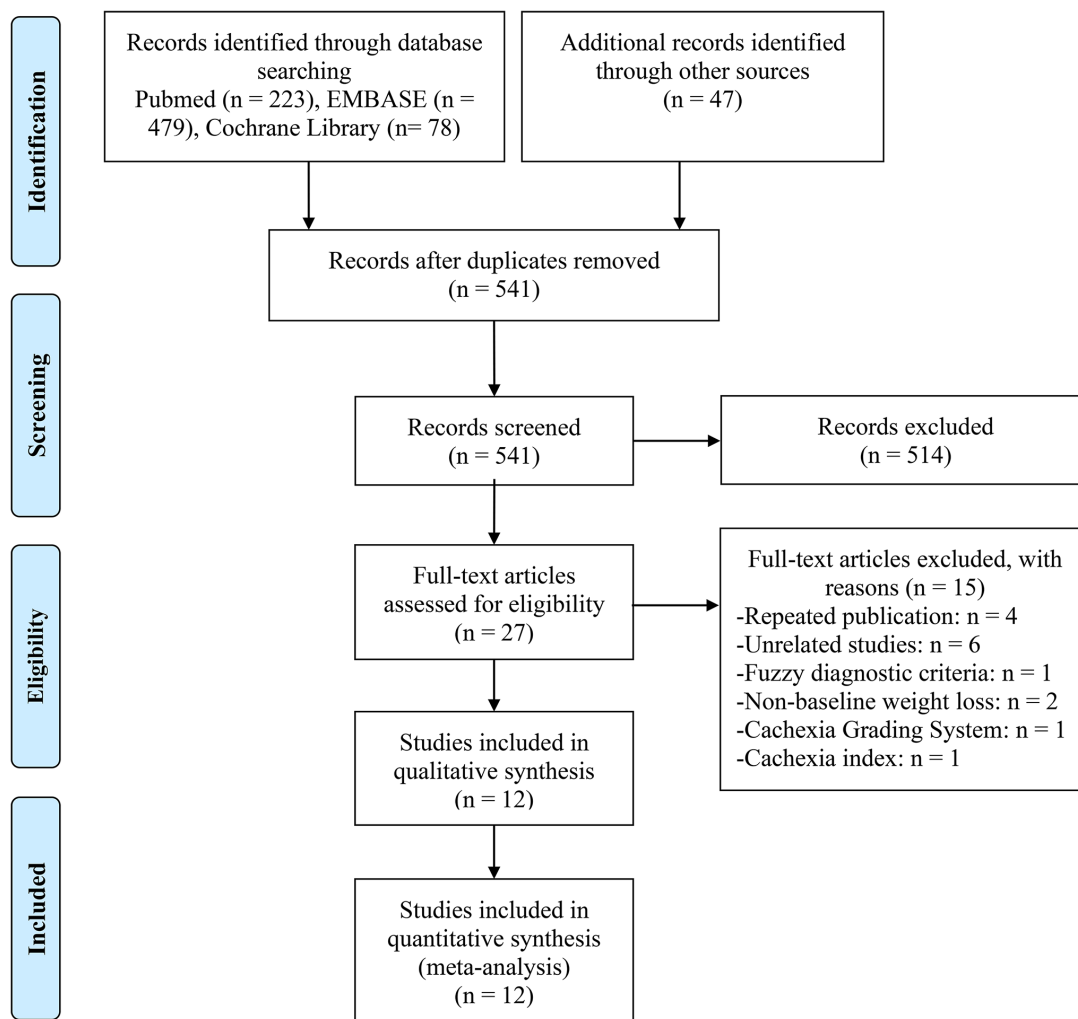 Identification
Records identified through database
searching
Pubmed (n = 223), EMBASE (n =
479), Cochrane Library (n= 78)
Additional records identified
through other sources
(n = 47)
Records after duplicates removed
(n = 541)
Screening
Records screened
(n = 541)
Records excluded
(n = 514)
Eligibility
Full-text articles
assessed for eligibility
(n = 27)
Full-text articles excluded, with
reasons (n = 15)
-Repeated publication: n = 4
-Unrelated studies: n = 6
-Fuzzy diagnostic criteria: n = 1
-Non-baseline weight loss: n = 2
-Cachexia Grading System: n = 1
-Cachexia index: n = 1
Studies included in
qualitative synthesis
(n = 12)
Included
Studies included in
quantitative synthesis
(meta-analysis)
(n = 12)